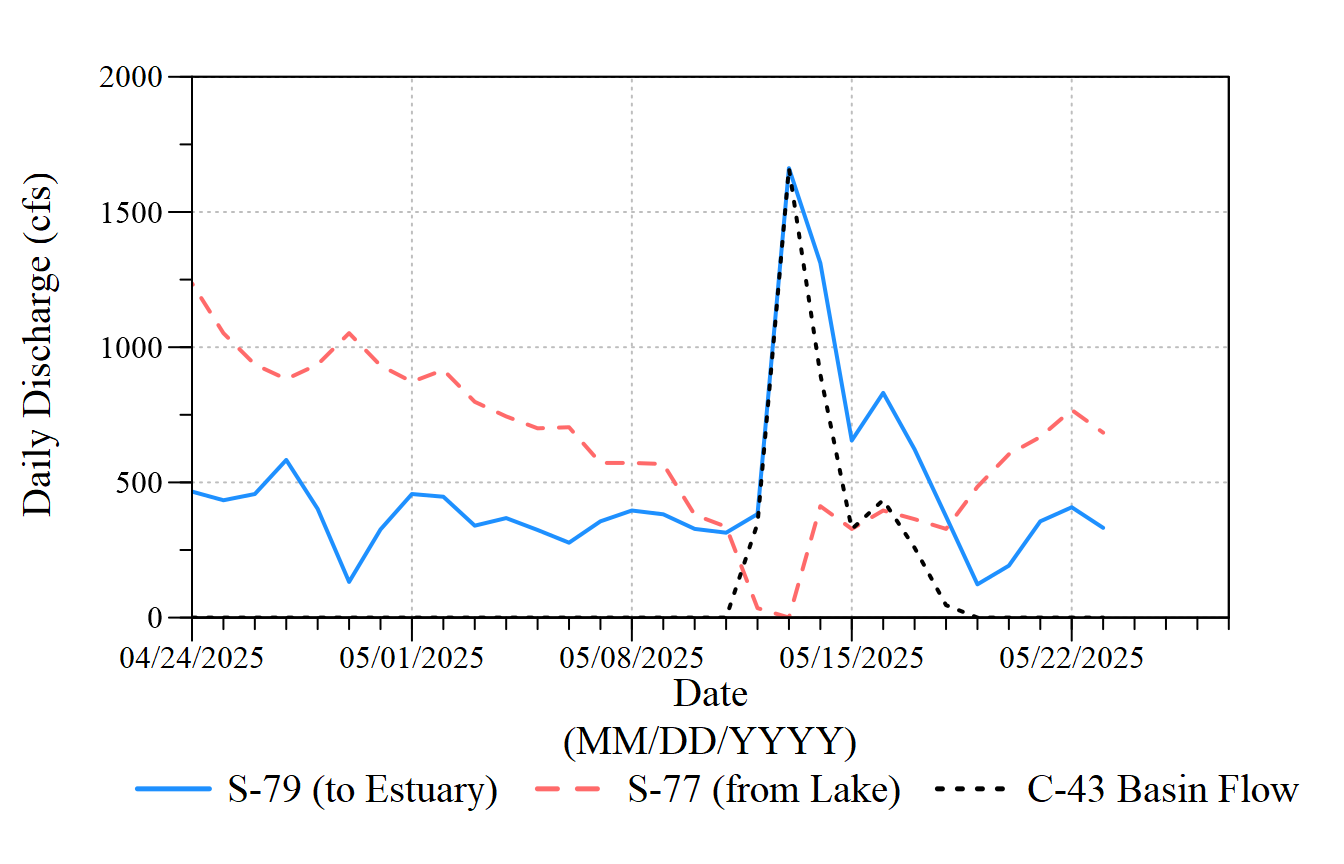 2000
1500
1000
500
0
Daily Discharge (cfs)
04/24/2025 05/01/2025 05/08/2025 05/15/2025 05/22/2025
Date
(MM/DD/YYYY)
S-79 (to Estuary) S-77 (from Lake) C-43 Basin Flow